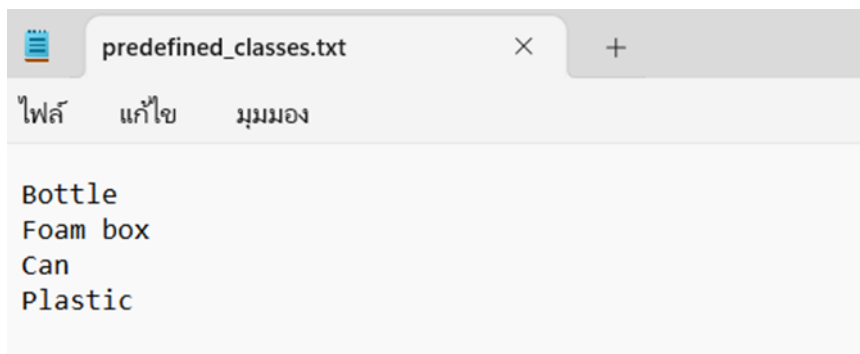 predefined_classes.txt
ไฟล์ แก้ไข มุมมอง
Bottle
Foam box
Can
Plastic